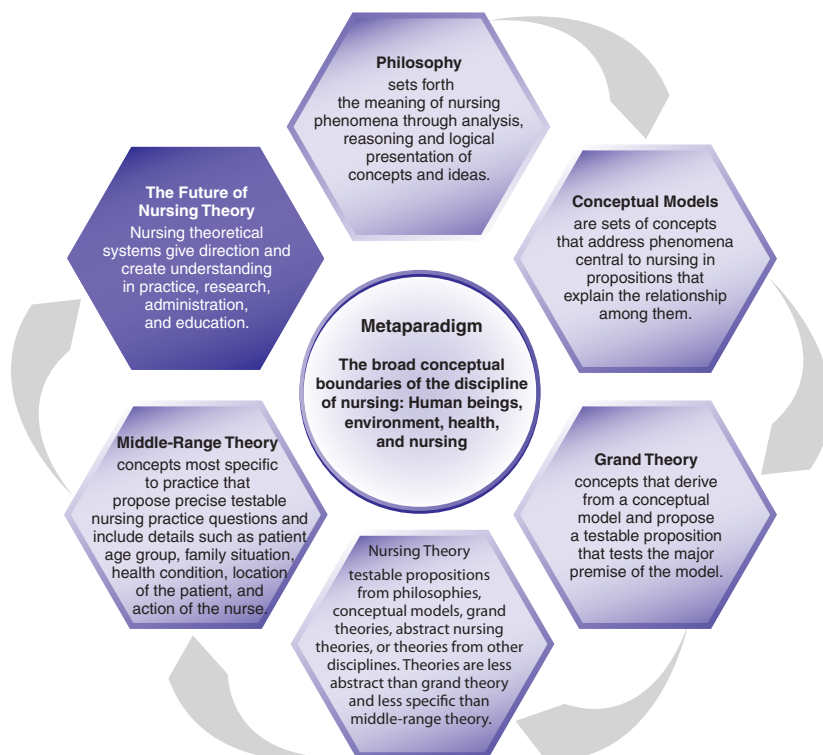 Philosophy
sets forth
the meaning of nursing
phenomena through analysis,
reasoning and logical
presentation of
concepts and ideas.
Conceptual Models
are sets of concepts
that address phenomena
central to nursing in
propositions that
explain the relationship
among them.
Grand Theory
concepts that derive
from a conceptual
model and propose
a testable proposition
that tests the major
premise of the model.
Nursing Theory
testable propositions
from philosophies,
conceptual models, grand
theories, abstract nursing
theories, or theories from other
disciplines. Theories are less
abstract than grand theory
and less specific than
middle-range theory.
Middle-Range Theory
concepts most specific
to practice that
propose precise testable
nursing practice questions and
include details such as patient
age group, family situation,
health condition, location
of the patient, and
action of the nurse.
The Future of
Nursing Theory
Nursing theoretical
systems give direction and
create understanding
in practice, research,
administration,
and education.
Metaparadigm
The broad conceptual
boundaries of the discipline
of nursing: Human beings,
environment, health,
and nursing